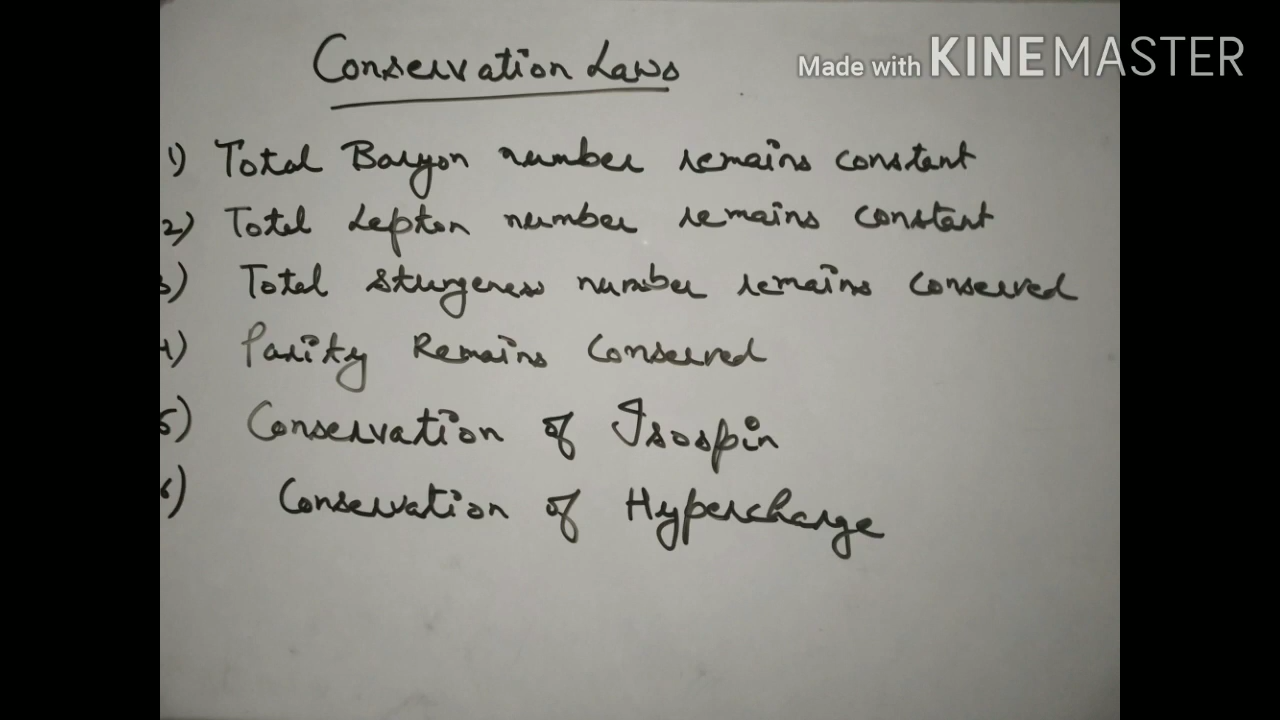 Conservation Laws
Made with KINEMASTER
1) Total Baryon number remains constant
2) Total Lepton number remains constant
3) Total sturgeness number remains conserved
4) Parity Remains Conserved
5) Conservation of Isospin
6) Conservation of Hypercharge